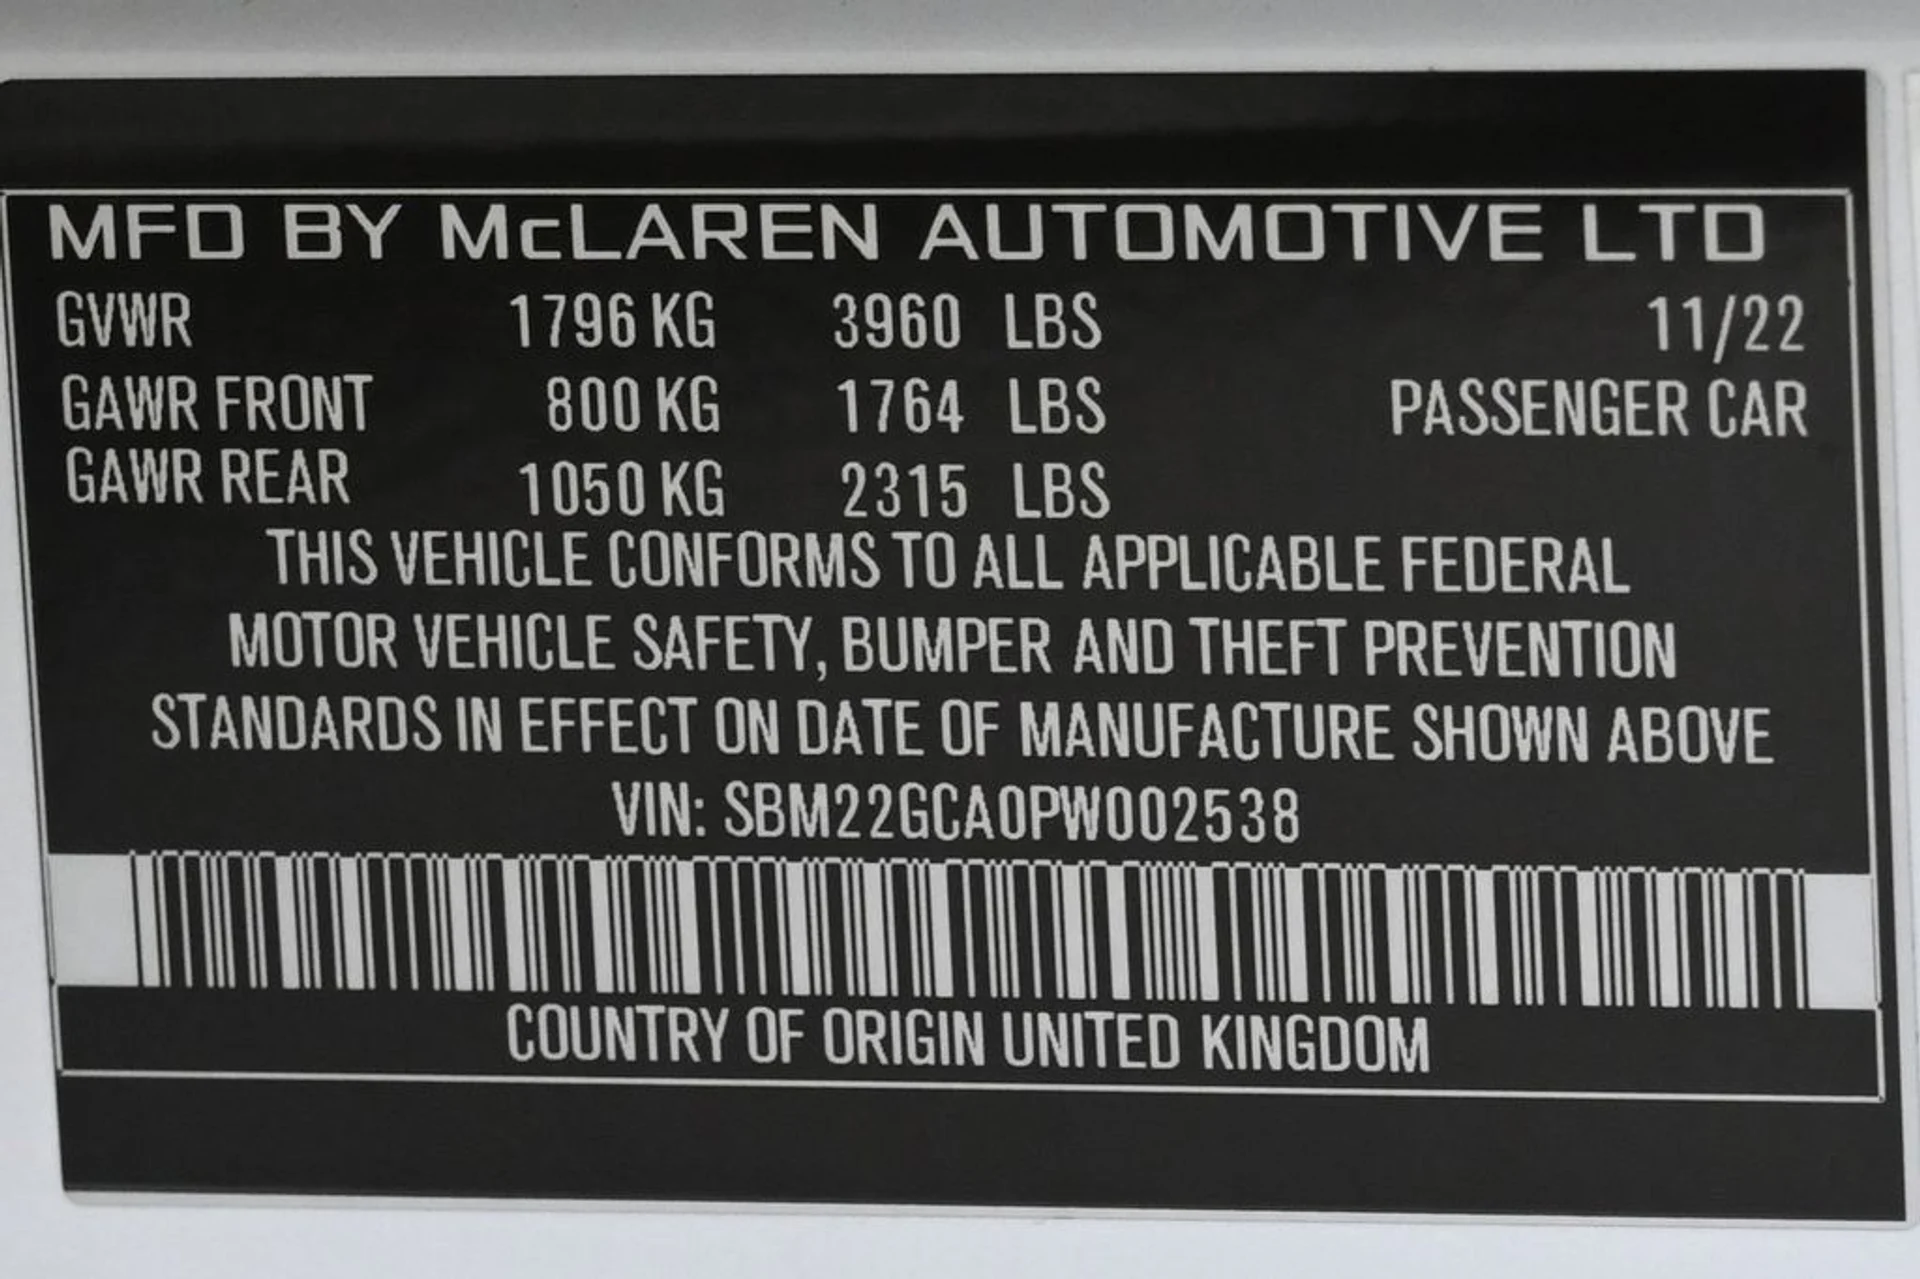 MFD BY McLAREN AUTOMOTIVE LTD
GVWR 1796 KG 3960 LBS 11/22
GAWR FRONT 800 KG 1764 LBS PASSENGER CAR
GAWR REAR 1050 KG 2315 LBS
THIS VEHICLE CONFORMS TO ALL APPLICABLE FEDERAL
MOTOR VEHICLE SAFETY, BUMPER AND THEFT PREVENTION
STANDARDS IN EFFECT ON DATE OF MANUFACTURE SHOWN ABOVE
VIN: SBM22GCA0PW002538
COUNTRY OF ORIGIN UNITED KINGDOM